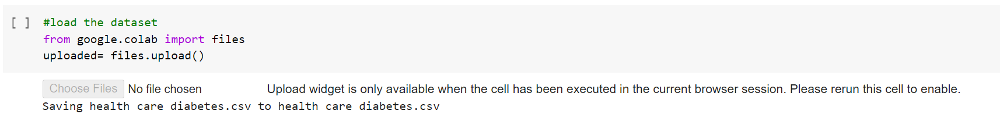 [ ] #load the dataset
from google.colab import files
uploaded= files.upload()
Choose Files No file chosen Upload widget is only available when the cell has been executed in the current browser session. Please rerun this cell to enable.
Saving health care diabetes.csv to health care diabetes.csv